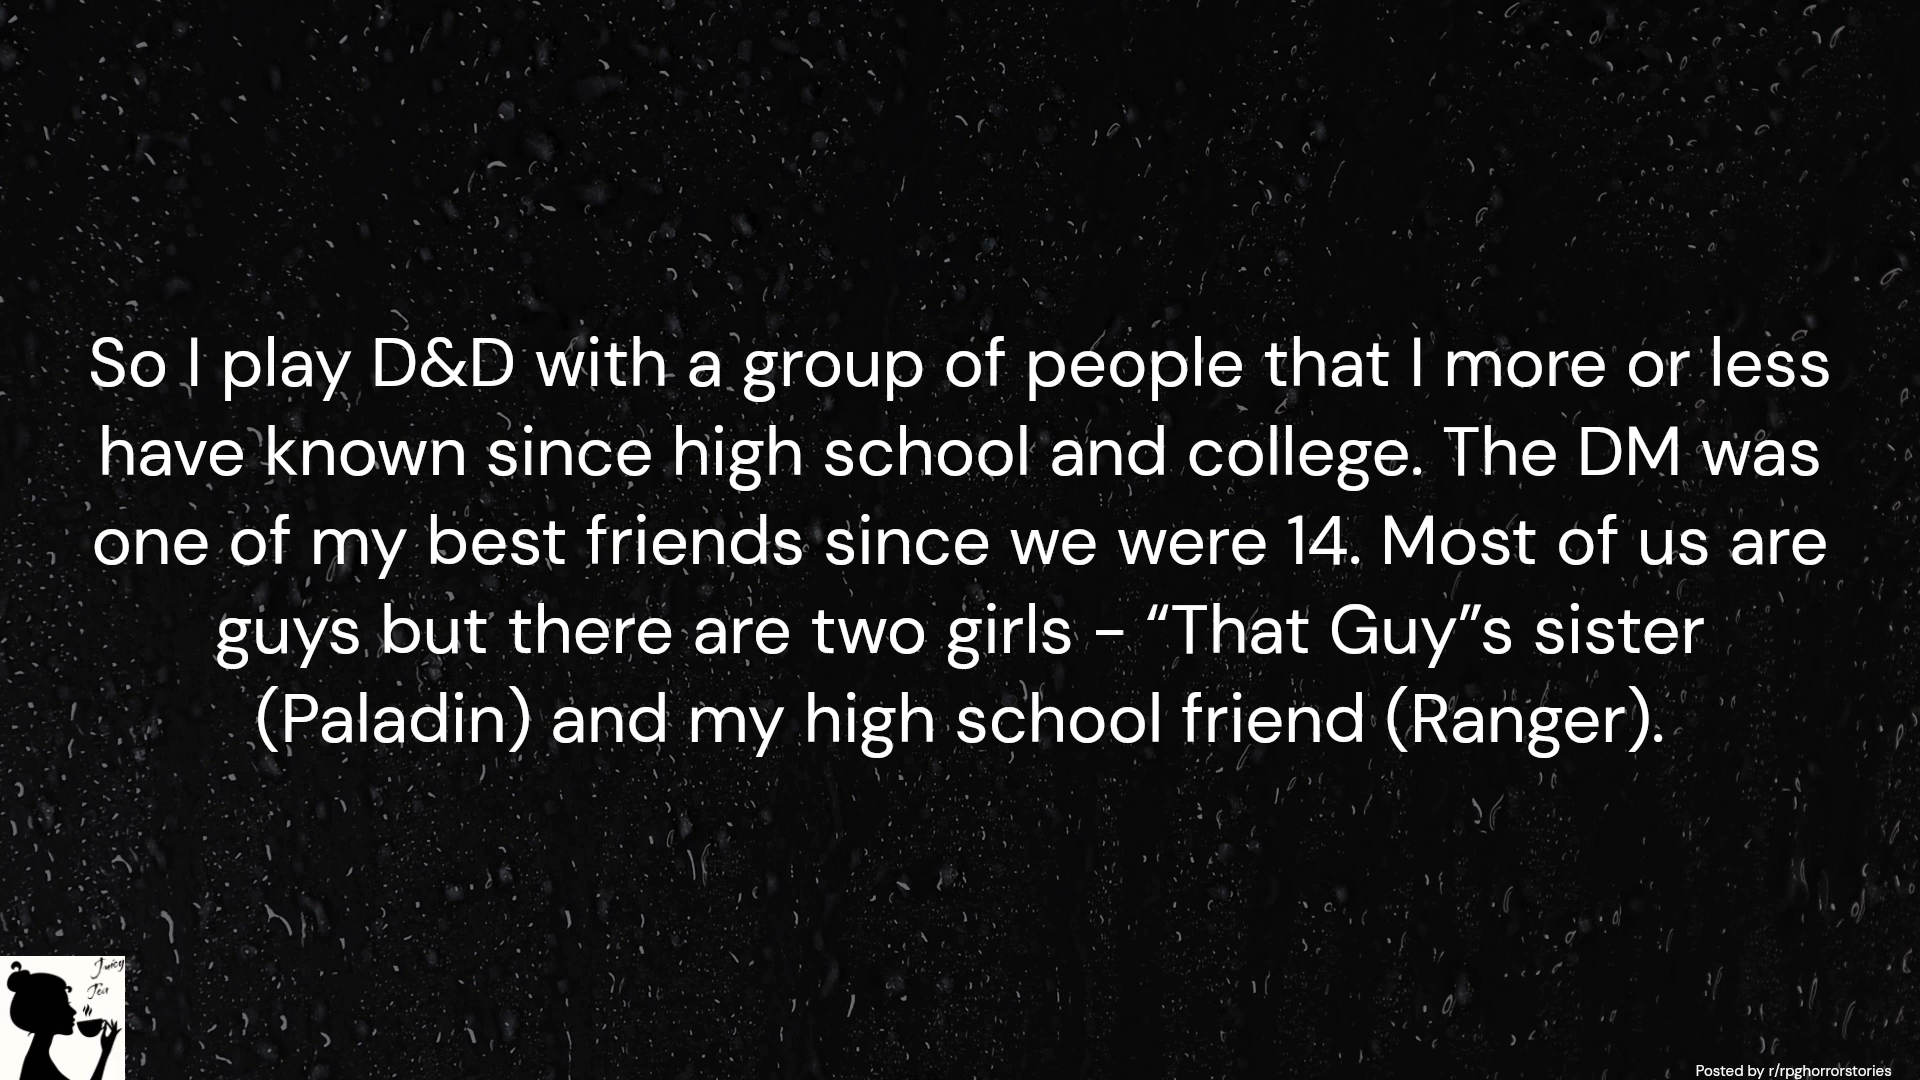 So I play D&D with a group of people that I more or less
have known since high school and college. The DM was
one of my best friends since we were 14. Most of us are
guys but there are two girls - “That Guy”s sister
(Paladin) and my high school friend (Ranger).
Juicy
Tea
Posted by r/rpghorrorstories